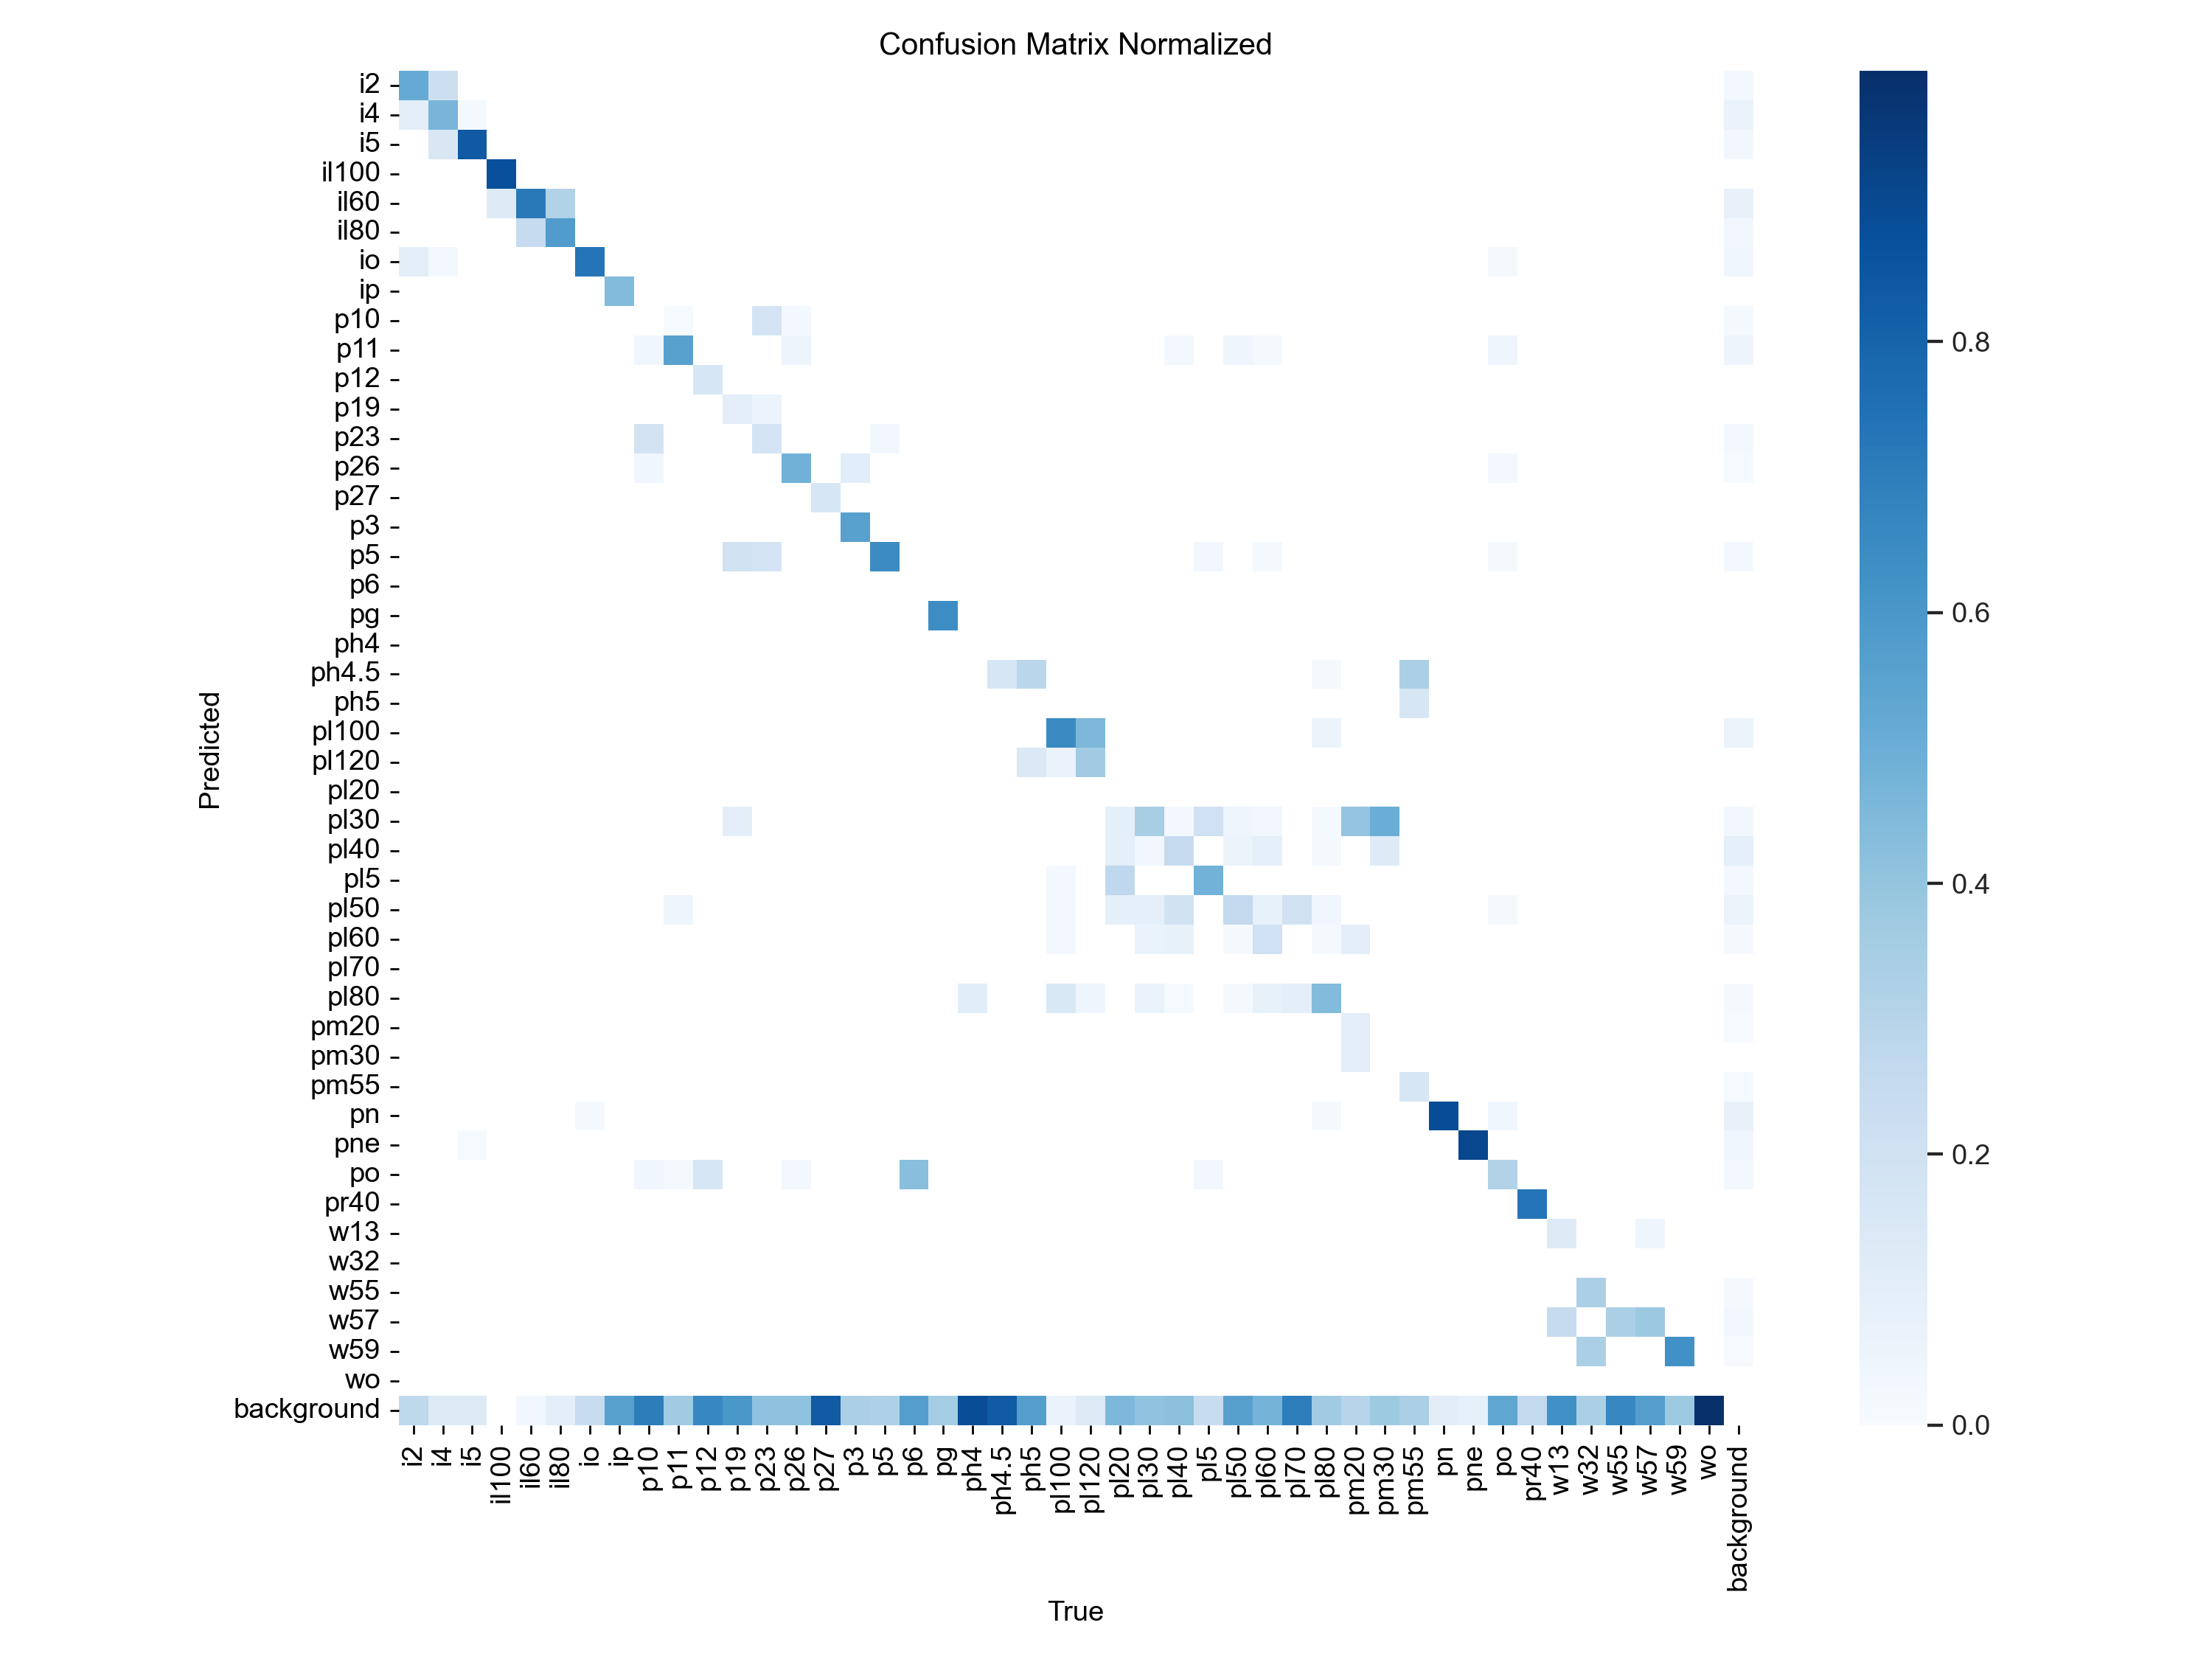 Confusion Matrix Normalized
i2
i4
i5
il100
il60
il80
io
ip
p10
p11
p12
p19
p23
p26
p27
p3
p5
p6
pg
ph4
ph4.5
ph5
pl100
pl120
pl20
pl30
pl40
pl5
pl50
pl60
pl70
pl80
pm20
pm30
pm55
pn
pne
po
pr40
w13
w32
w55
w57
w59
wo
background
Predicted
i2 i4 i5 il100 il60 il80 io ip p10 p11 p12 p19 p23 p26 p27 p3 p5 p6 pg ph4 ph4.5 ph5 pl100 pl120 pl20 pl30 pl40 pl5 pl50 pl60 pl70 pl80 pm20 pm30 pm55 pn pne po pr40 w13 w32 w55 w57 w59 wo background
True
0.8
0.6
0.4
0.2
0.0